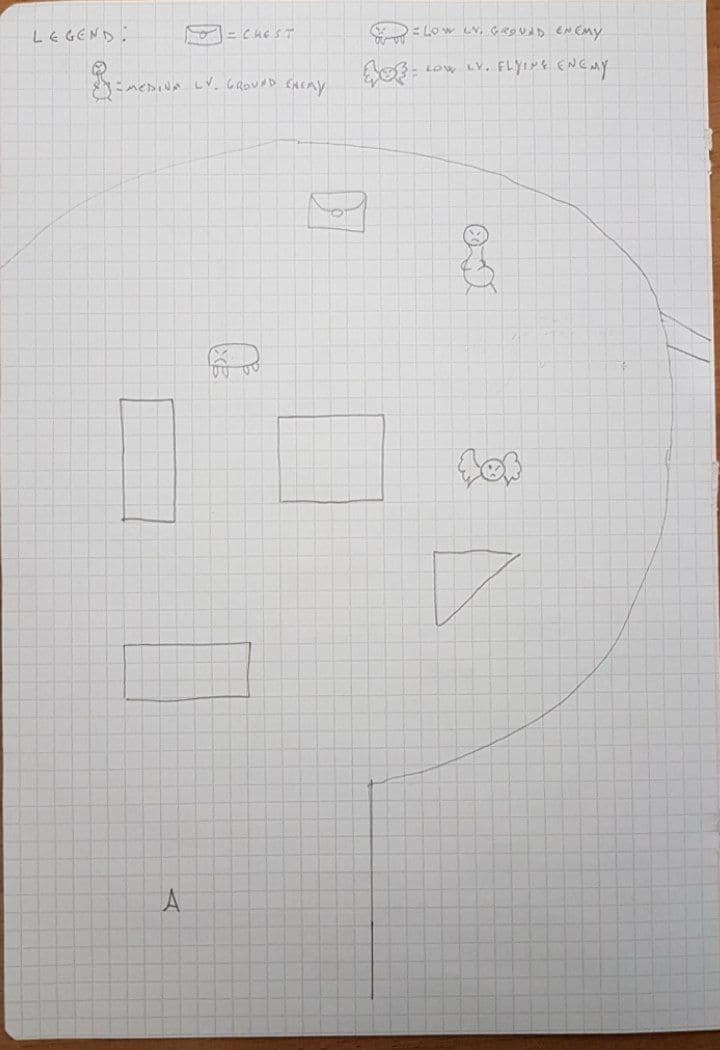 LEGEND: = CHEST = LOW LV. GROUND ENEMY
= MEDIUM LV. GROUND ENEMY = LOW LV. FLYING ENEMY
A